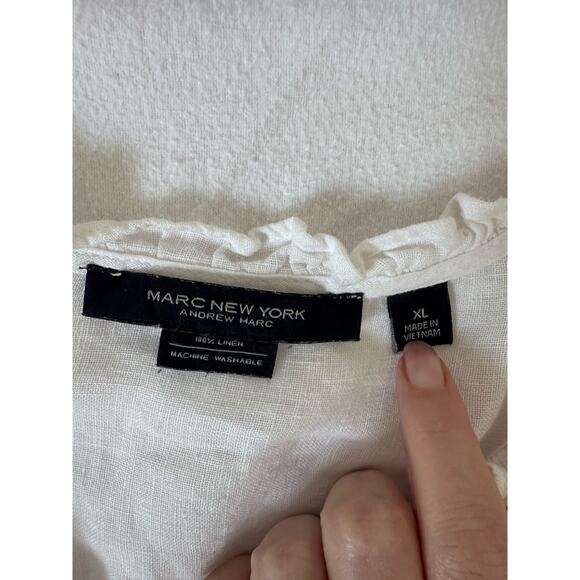 MARC NEW YORK
ANDREW MARC
100% LINEN
MACHINE WASHABLE
XL
MADE IN
VIETNAM